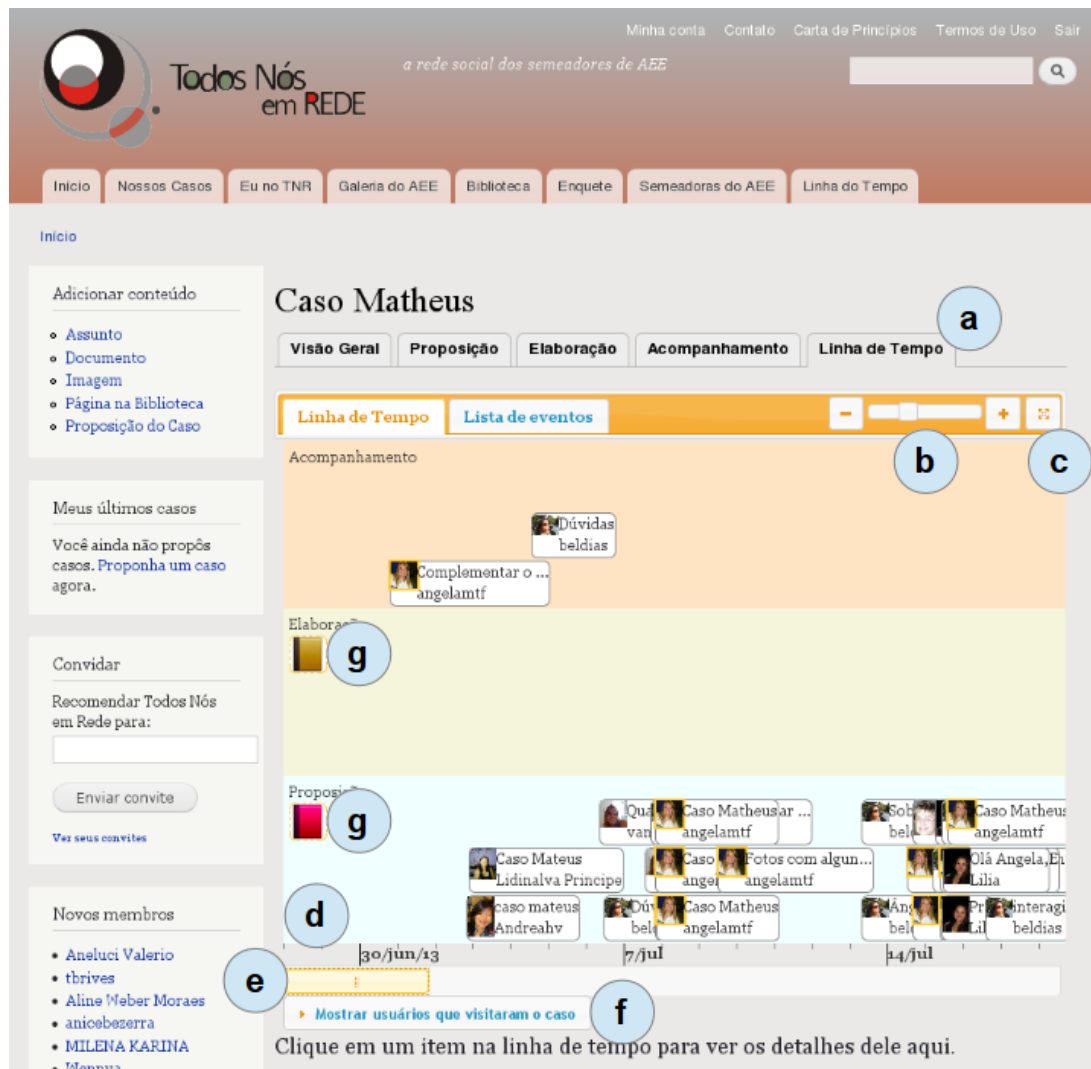 Minha conta Contato Carta de Princípios Termos de Uso Sair
a rede social dos semeadores de AEE
Todos Nós
em REDE
Início Nossos Casos Eu no TNR Galeria do AEE Biblioteca Enquete Semeadoras do AEE Linha do Tempo
Início
Adicionar conteúdo
Assunto
Documento
Imagem
Página na Biblioteca
Proposição do Caso
Meus últimos casos
Você ainda não propôs
casos. Proponha um caso
agora.
Convidar
Recomendar Todos Nós
em Rede para:
Enviar convite
Ver seus convites
Novos membros
Aneluci Valerio
tbrives
Aline Weber Moraes
anicebezerra
MILENA KARINA
Caso Matheus
a
Visão Geral Proposição Elaboração Acompanhamento Linha de Tempo
Linha de Tempo Lista de eventos
b
c
Acompanhamento
Dúvidas
beldias
Complementar o ...
angelamtf
g
Caso Matheus ar ...
angelamtf
Sob
Caso Matheus
angelamtf
g
Caso Mateus
Lidinalva Principe
Caso
Fotos com algun...
angelamtf
Olá Angela,
Lilia
d
caso mateus
Andreahv
Caso Matheus
angelamtf
interagi
beldias
30/jun/13 7/jul 14/jul
e
Mostrar usuários que visitaram o caso
f
Clique em um item na linha de tempo para ver os detalhes dele aqui.